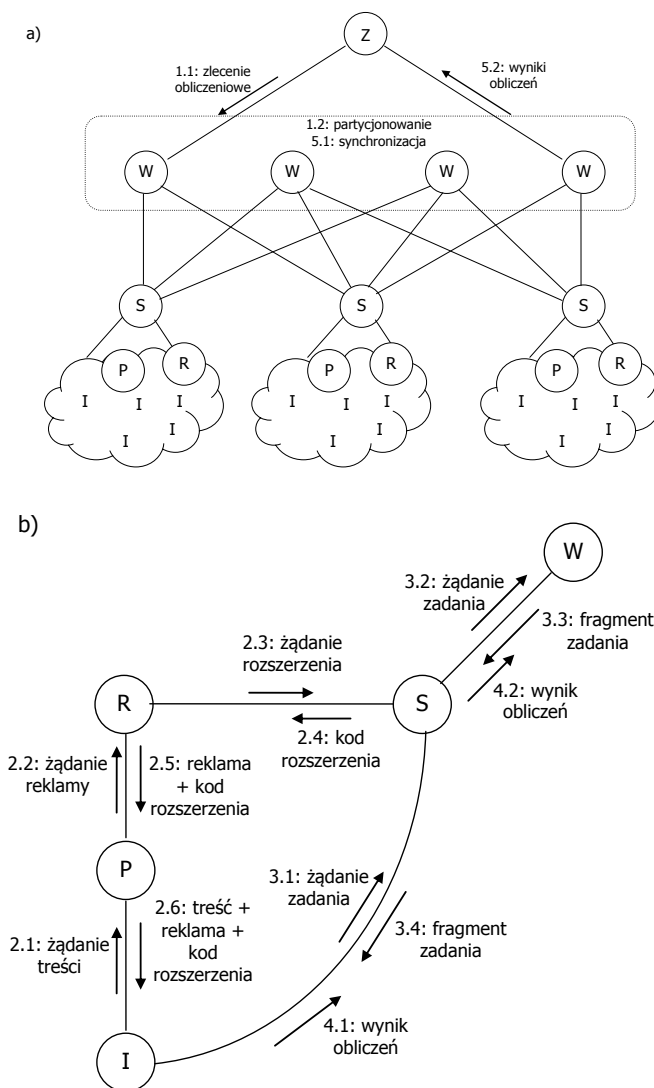 a)
Z
1.1: zlecenie
obliczeniowe
5.2: wyniki
obliczeń
1.2: partycjonowanie
5.1: synchronizacja
W
W
W
W
S
S
S
P
R
I
I
I
I
I
P
R
I
I
I
I
I
P
R
I
I
I
I
I
b)
W
3.2: żądanie
zadania
3.3: fragment
zadania
4.2: wynik
obliczeń
2.3: żądanie
rozszerzenia
R
S
2.4: kod
rozszerzenia
2.2: żądanie
reklamy
2.5: reklama
+ kod
rozszerzenia
P
3.1: żądanie
zadania
2.6: treść +
reklama +
kod
rozszerzenia
3.4: fragment
zadania
2.1: żądanie
treści
4.1: wynik
obliczeń
I